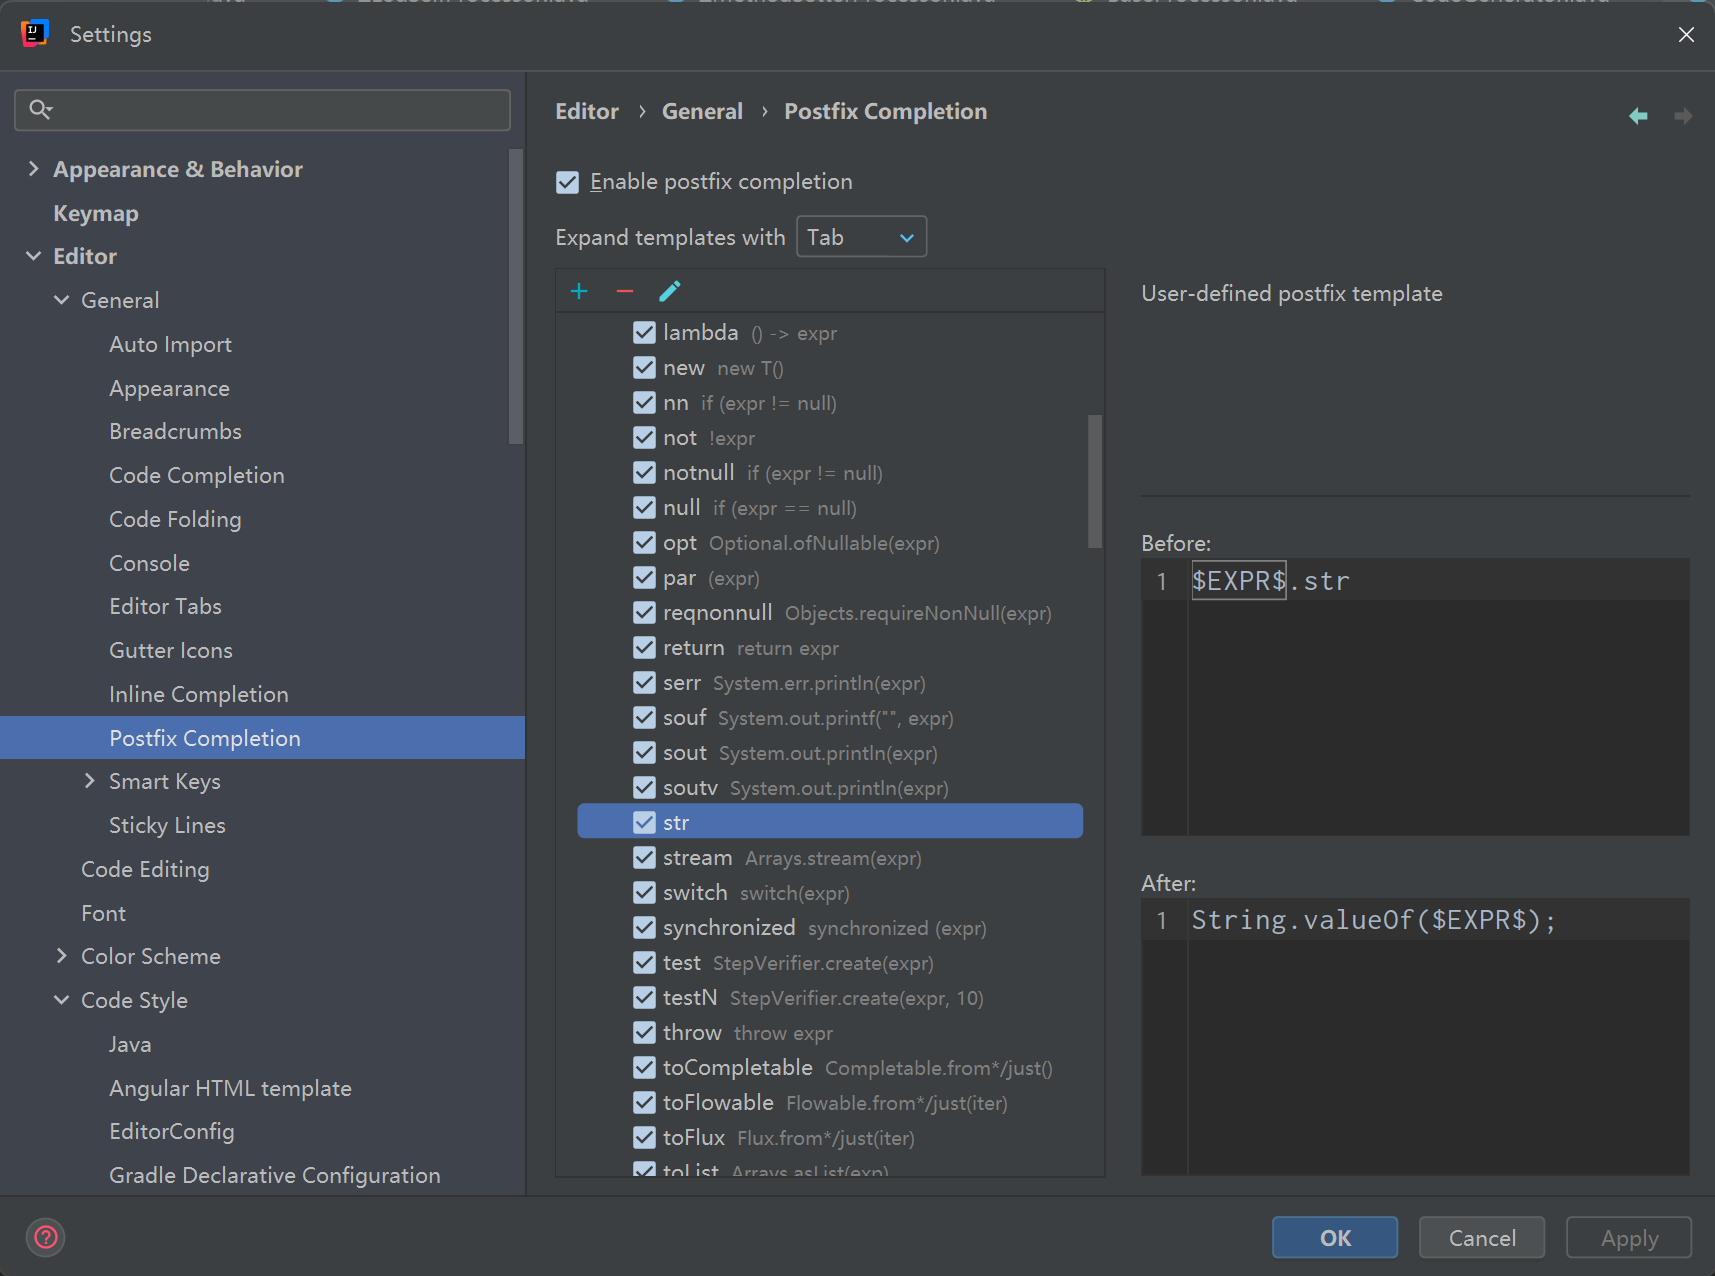 Settings
Appearance & Behavior
Keymap
Editor
General
Auto Import
Appearance
Breadcrumbs
Code Completion
Code Folding
Console
Editor Tabs
Gutter Icons
Inline Completion
Postfix Completion
Smart Keys
Sticky Lines
Code Editing
Font
Color Scheme
Code Style
Java
Angular HTML template
EditorConfig
Gradle Declarative Configuration
Editor › General › Postfix Completion
Enable postfix completion
Expand templates with Tab
lambda () -> expr
new new T()
nn if (expr != null)
not !expr
notnull if (expr != null)
null if (expr == null)
opt Optional.ofNullable(expr)
par (expr)
reqnonnull Objects.requireNonNull(expr)
return return expr
serr System.err.println(expr)
souf System.out.printf("", expr)
sout System.out.println(expr)
soutv System.out.println(expr)
str
stream Arrays.stream(expr)
switch switch(expr)
synchronized synchronized (expr)
test StepVerifier.create(expr)
testN StepVerifier.create(expr, 10)
throw throw expr
toCompletable Completable.from*/just()
toFlowable Flowable.from*/just(iter)
toFlux Flux.from*/just(iter)
toList Arrays.asList(exp)
User-defined postfix template
Before:
1 $EXPR$.str
After:
1 String.valueOf($EXPR$);
OK
Cancel
Apply